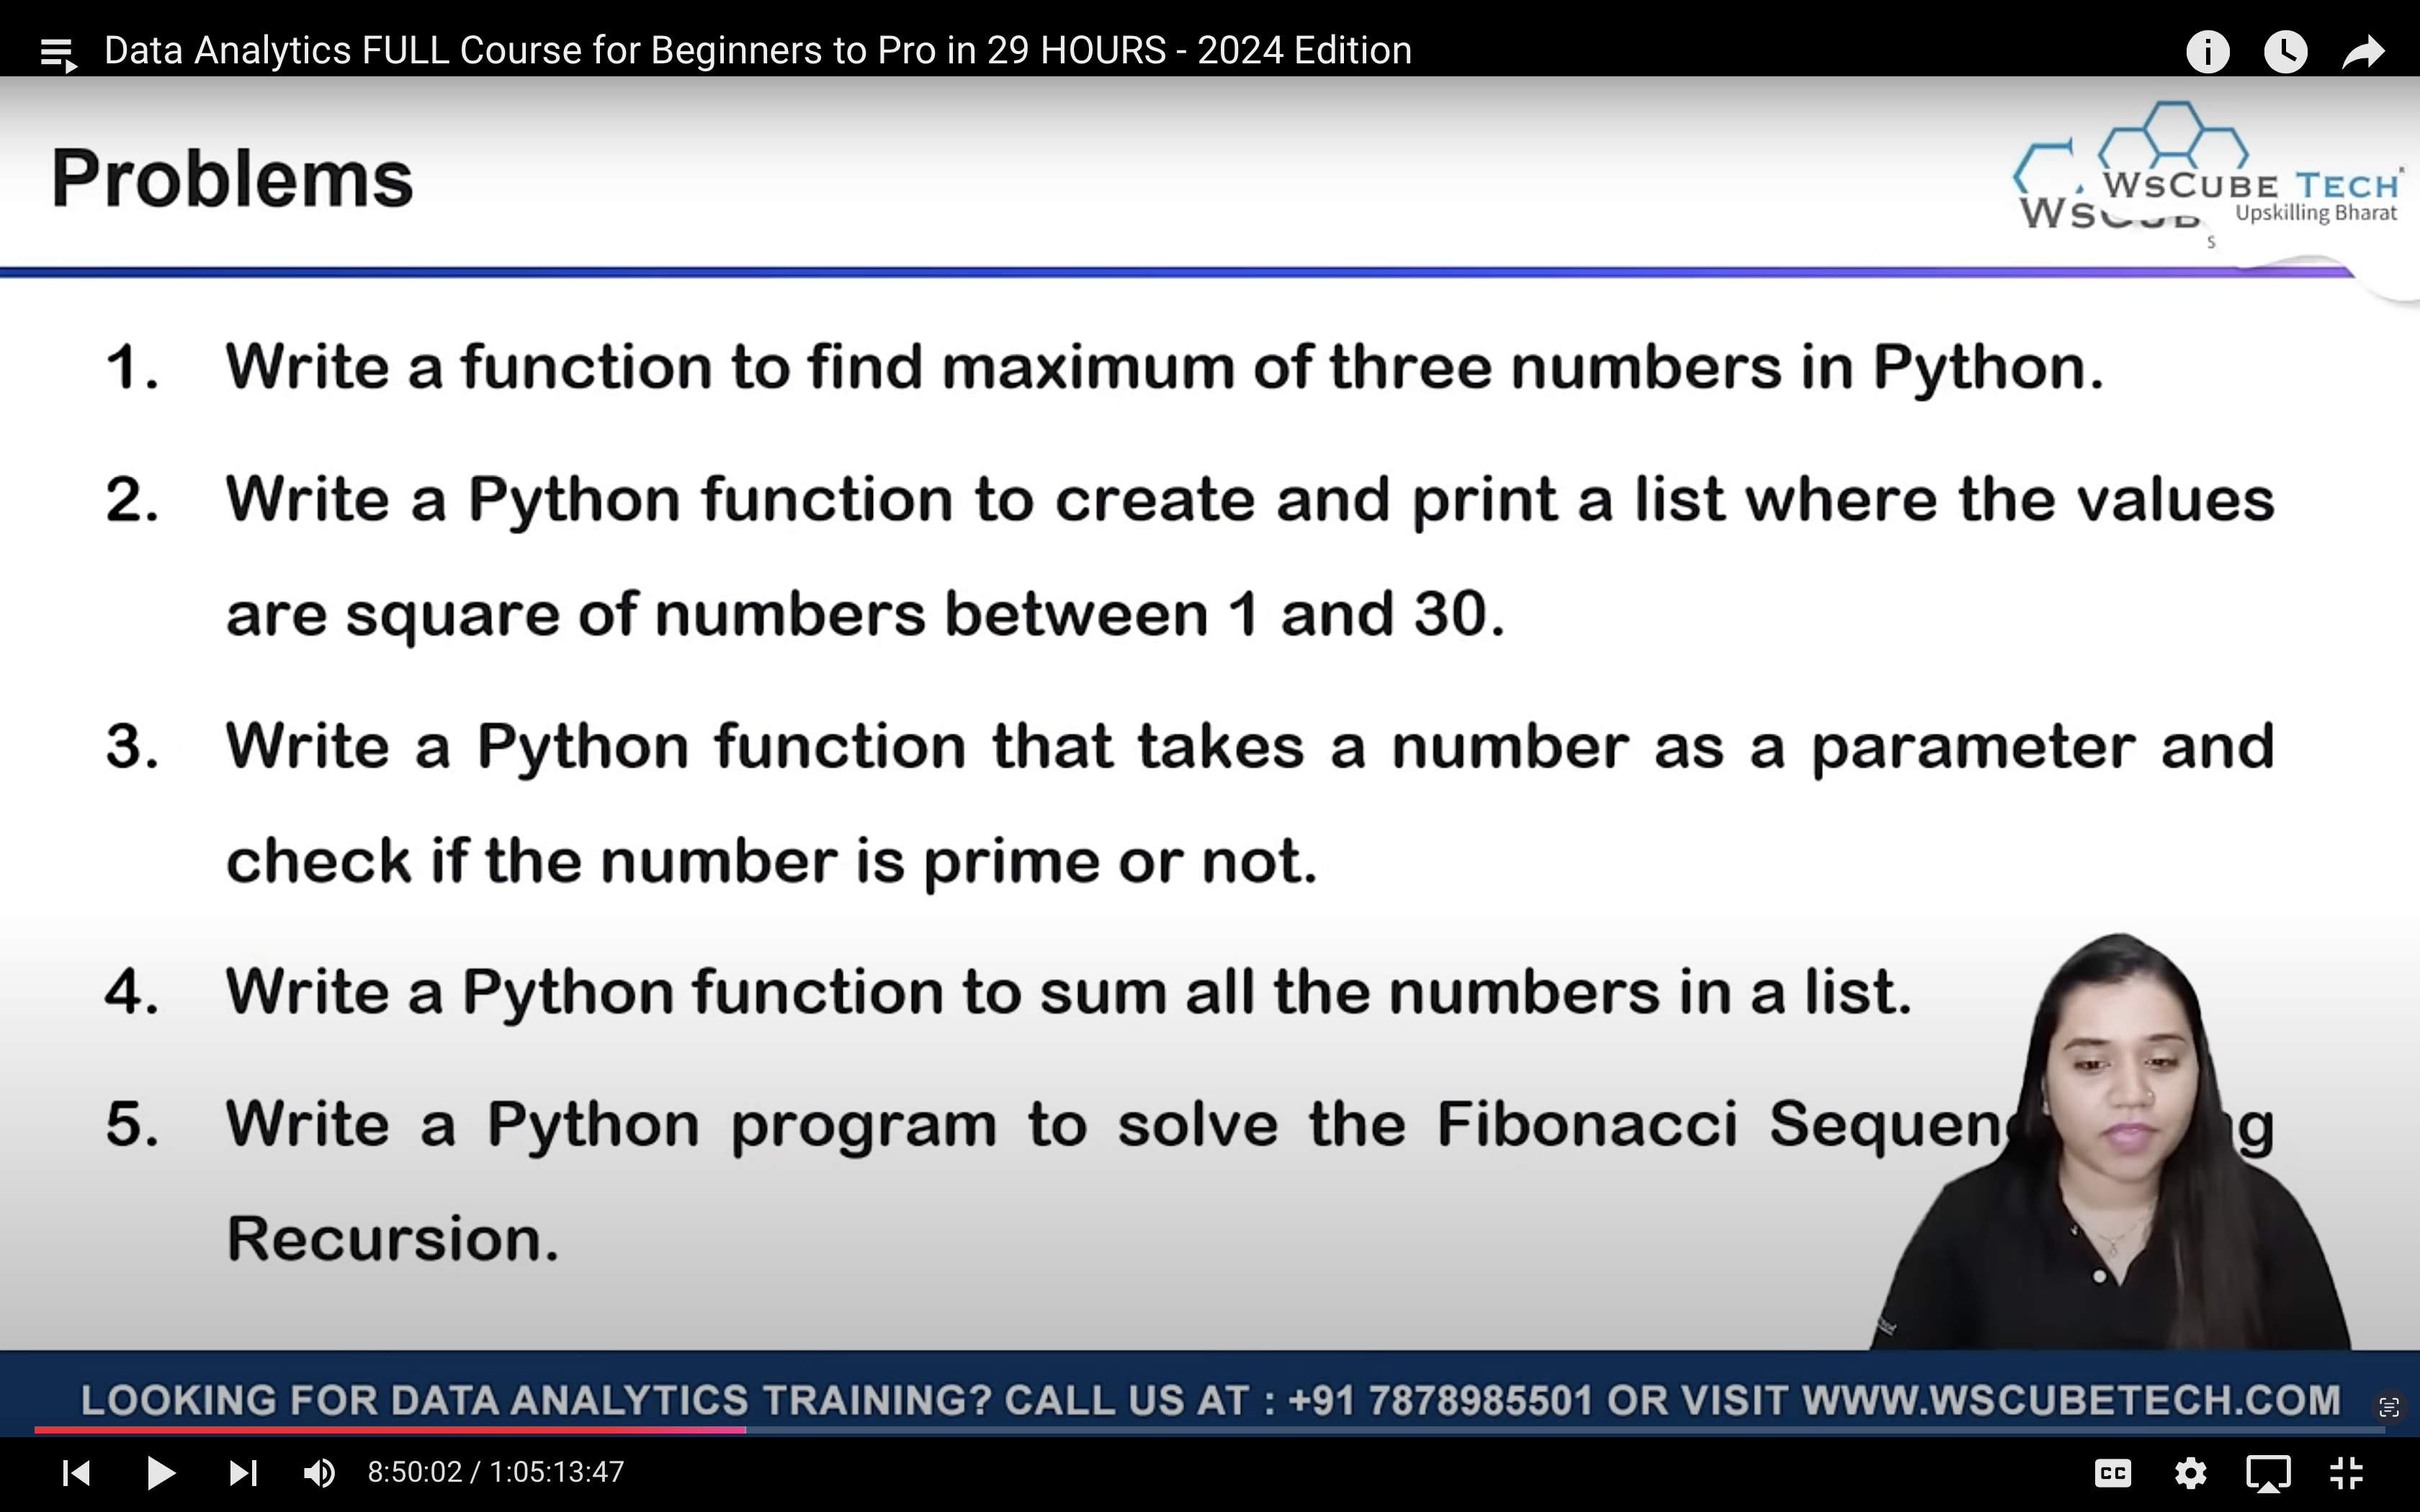 Data Analytics FULL Course for Beginners to Pro in 29 HOURS - 2024 Edition
Problems
WSCUBE TECH
Upskilling Bharat
1. Write a function to find maximum of three numbers in Python.
2. Write a Python function to create and print a list where the values
are square of numbers between 1 and 30.
3. Write a Python function that takes a number as a parameter and
check if the number is prime or not.
4. Write a Python function to sum all the numbers in a list.
5. Write a Python program to solve the Fibonacci
Recursion.
LOOKING FOR DATA ANALYTICS TRAINING? CALL US AT : +91 7878985501 OR VISIT WWW.WSCUBETECH.COM
8:50:02 / 1:05:13:47
CC